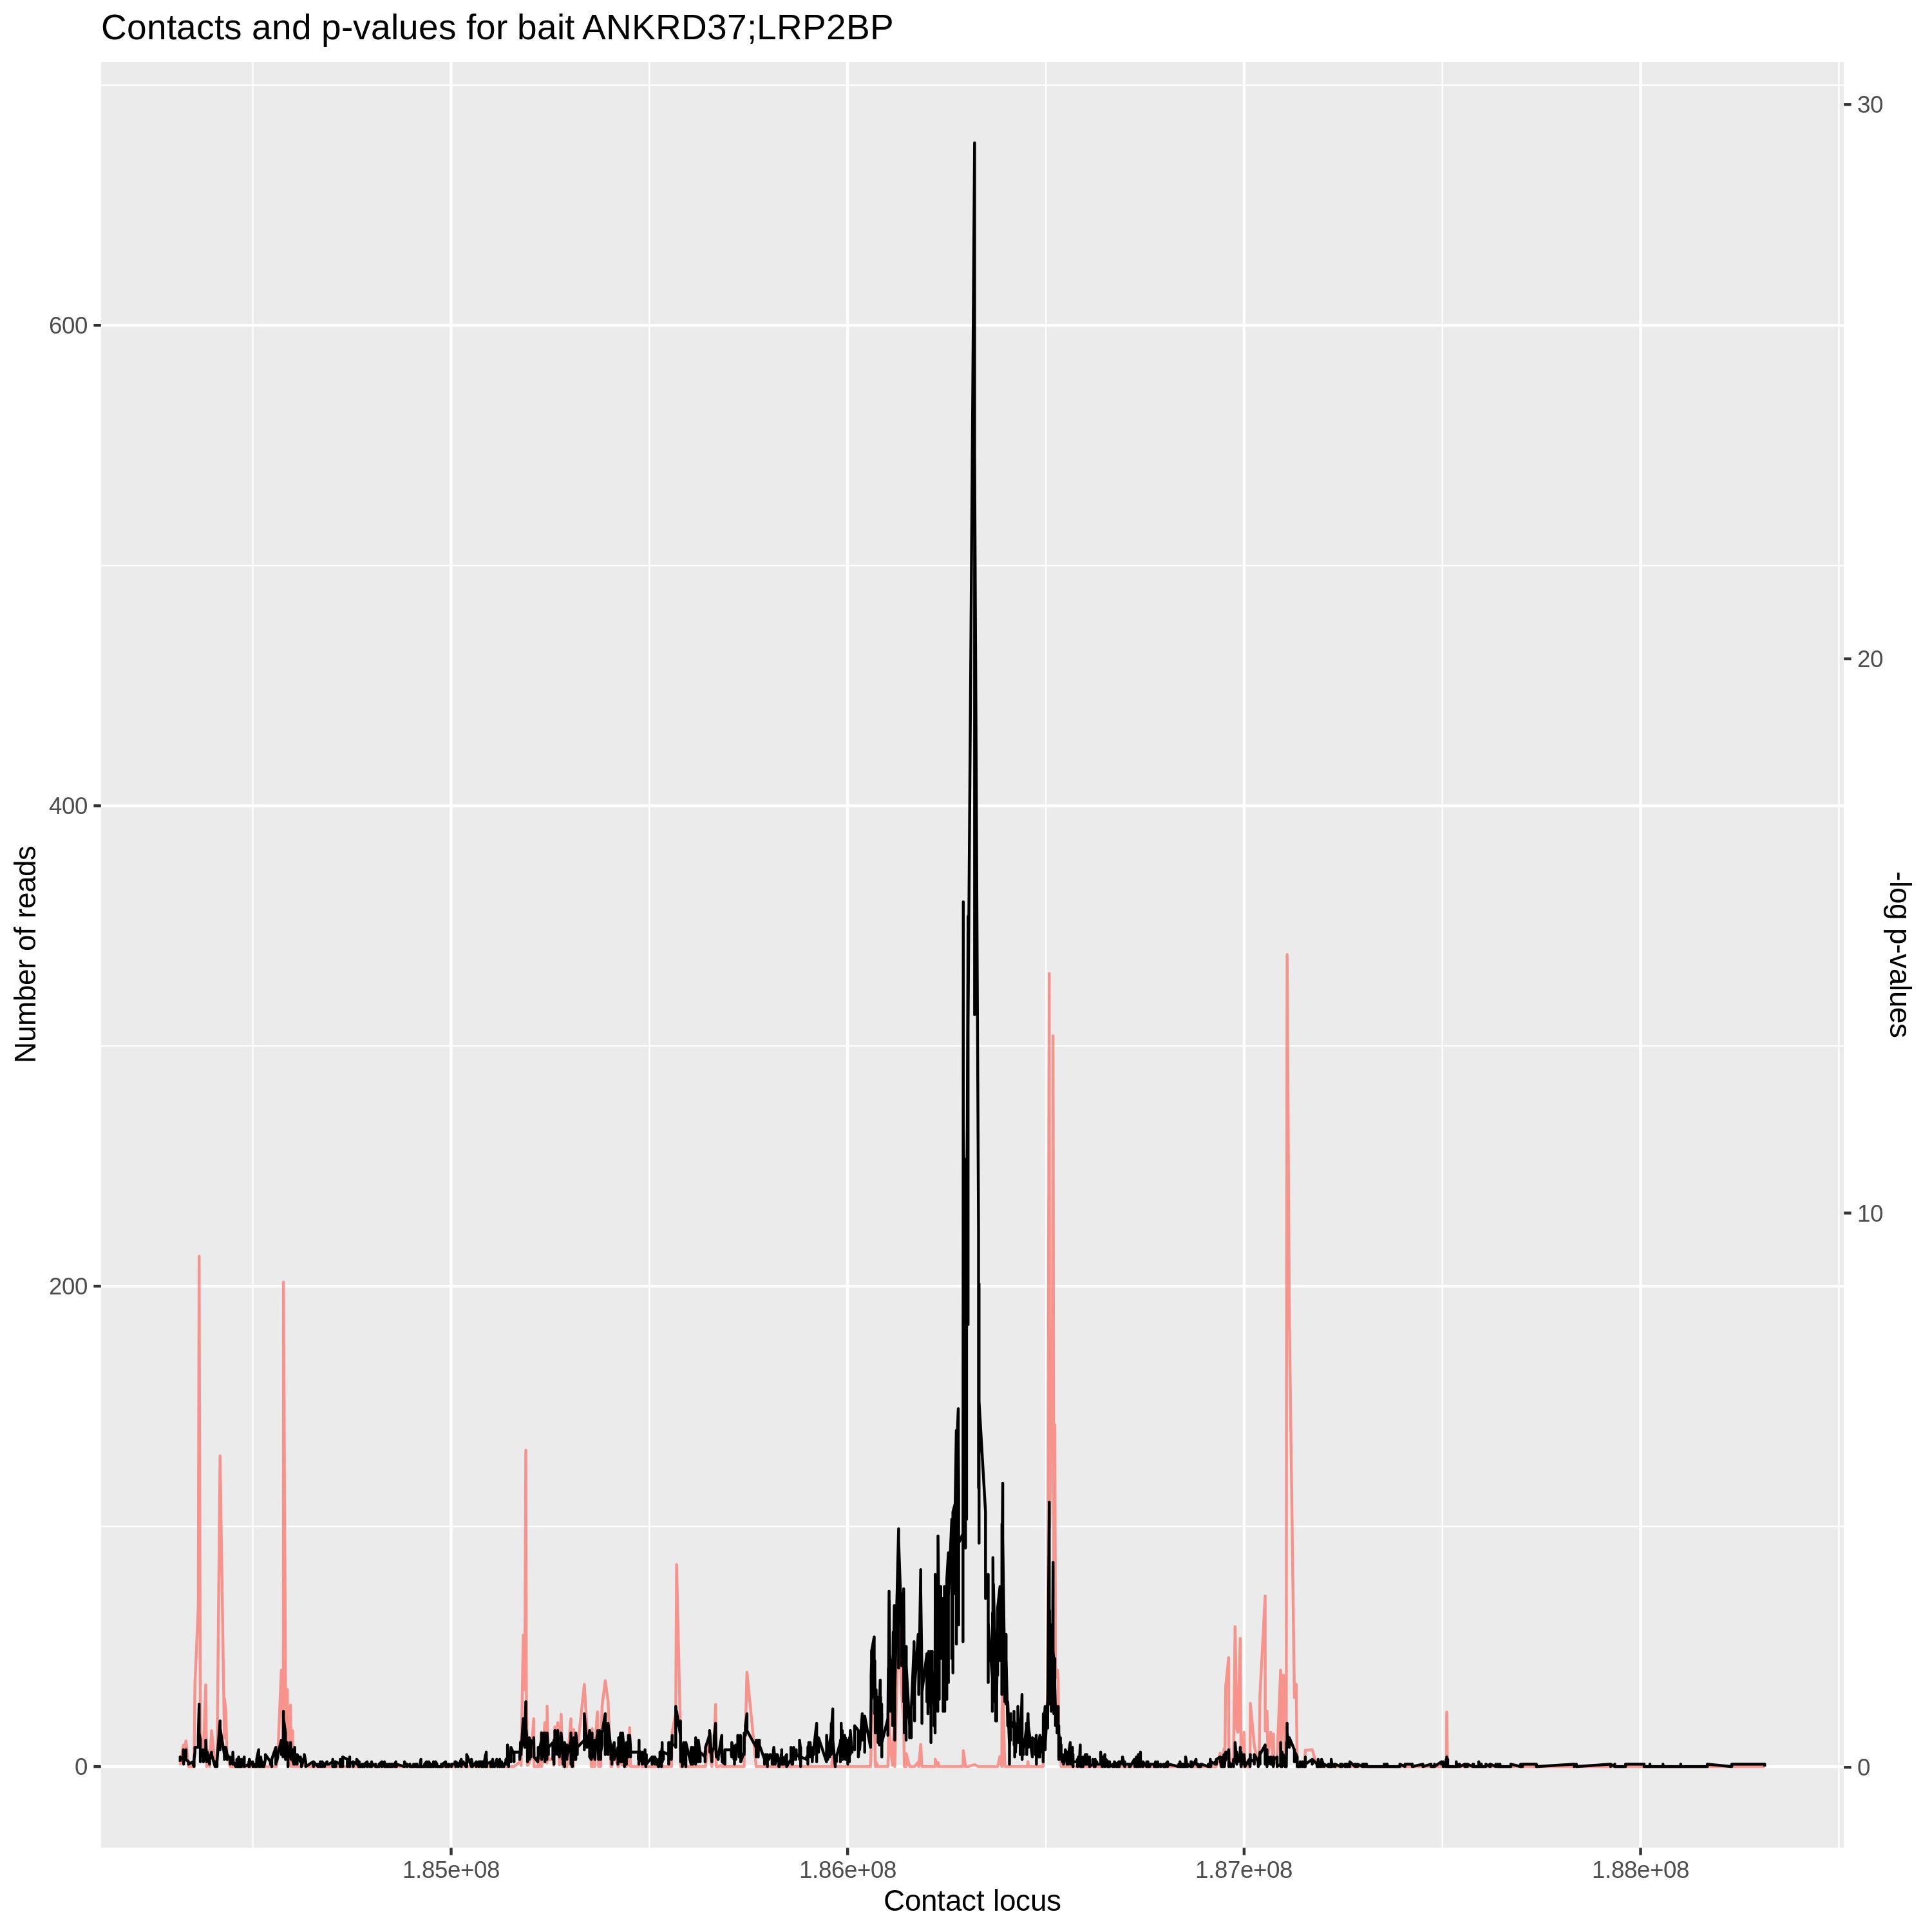 Contacts and p-values for bait ANKRD37;LRP2BP
30
600
20
400
Number of reads
-log p-values
10
200
0
0
1.85e+08
1.86e+08
1.87e+08
1.88e+08
Contact locus